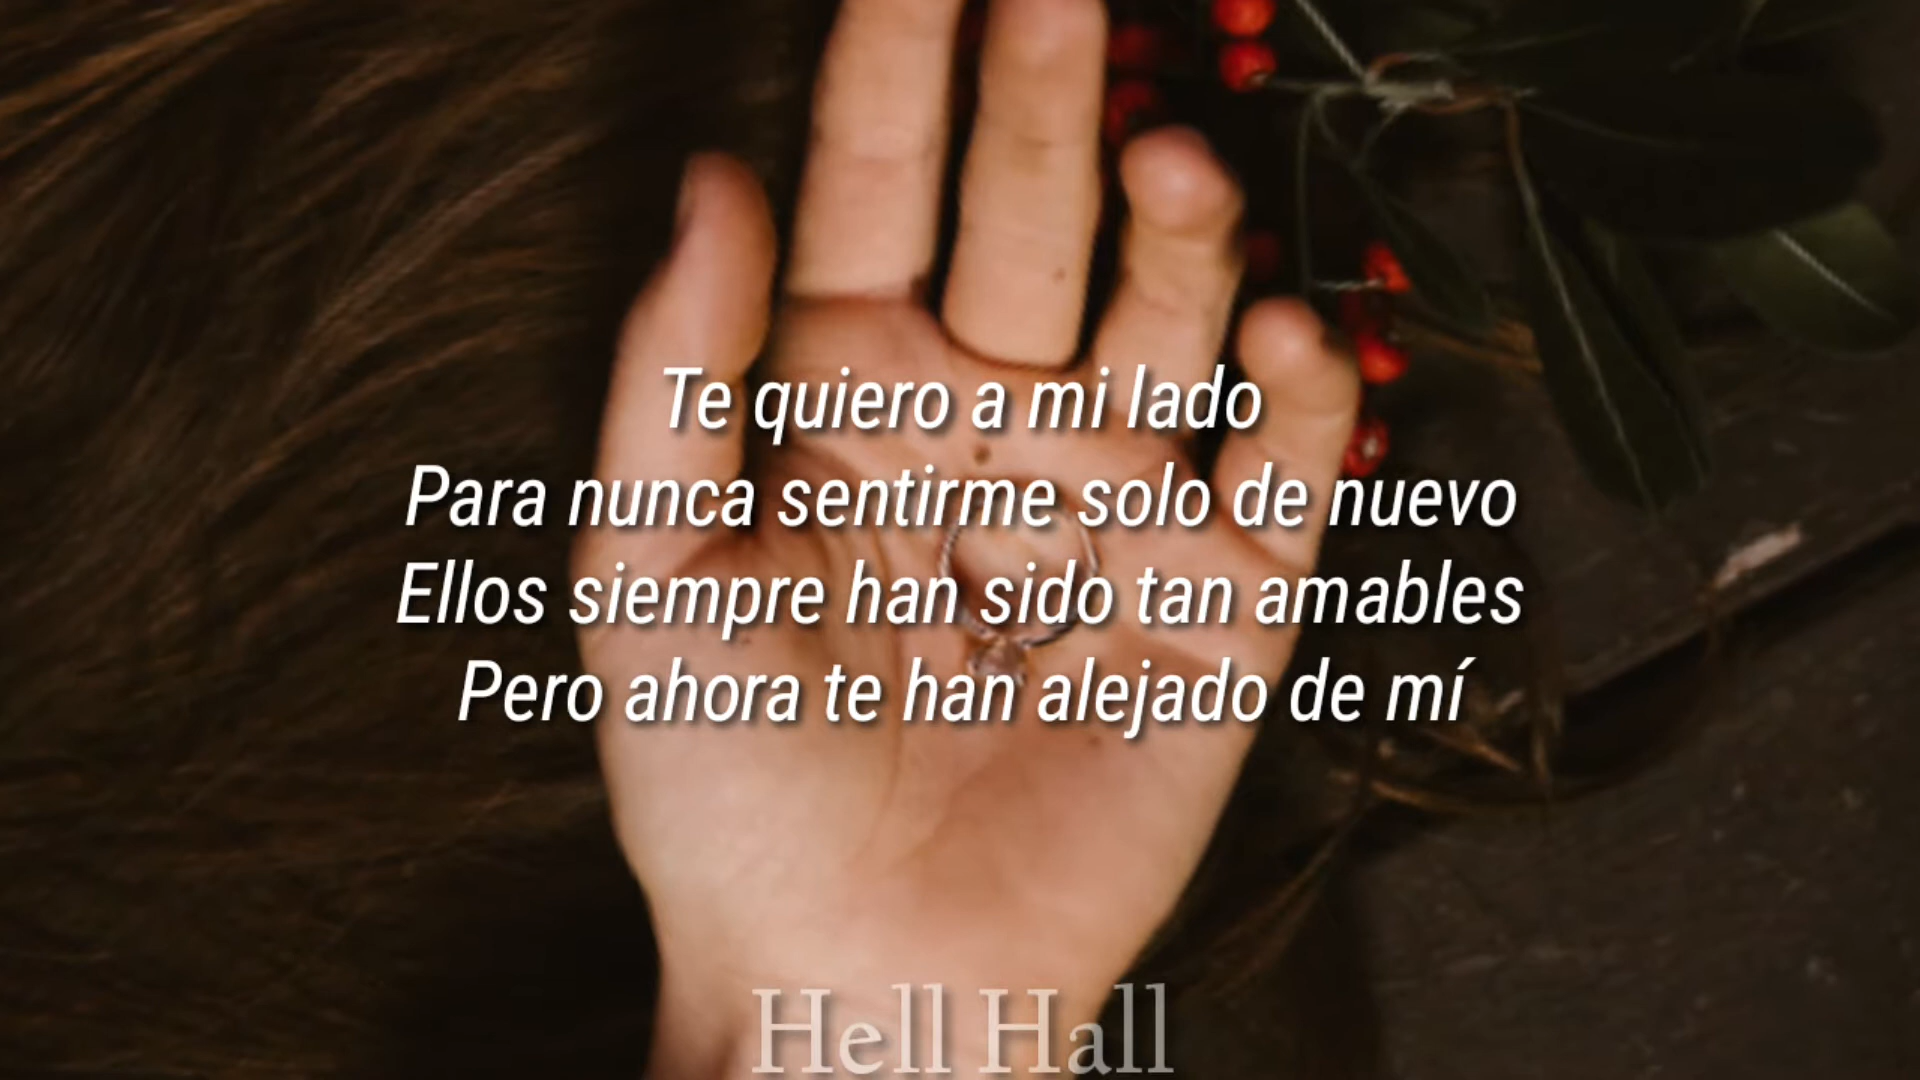 Te quiero a mi lado
Para nunca sentirme solo de nuevo
Ellos siempre han sido tan amables
Pero ahora te han alejado de mí
Hell Hall